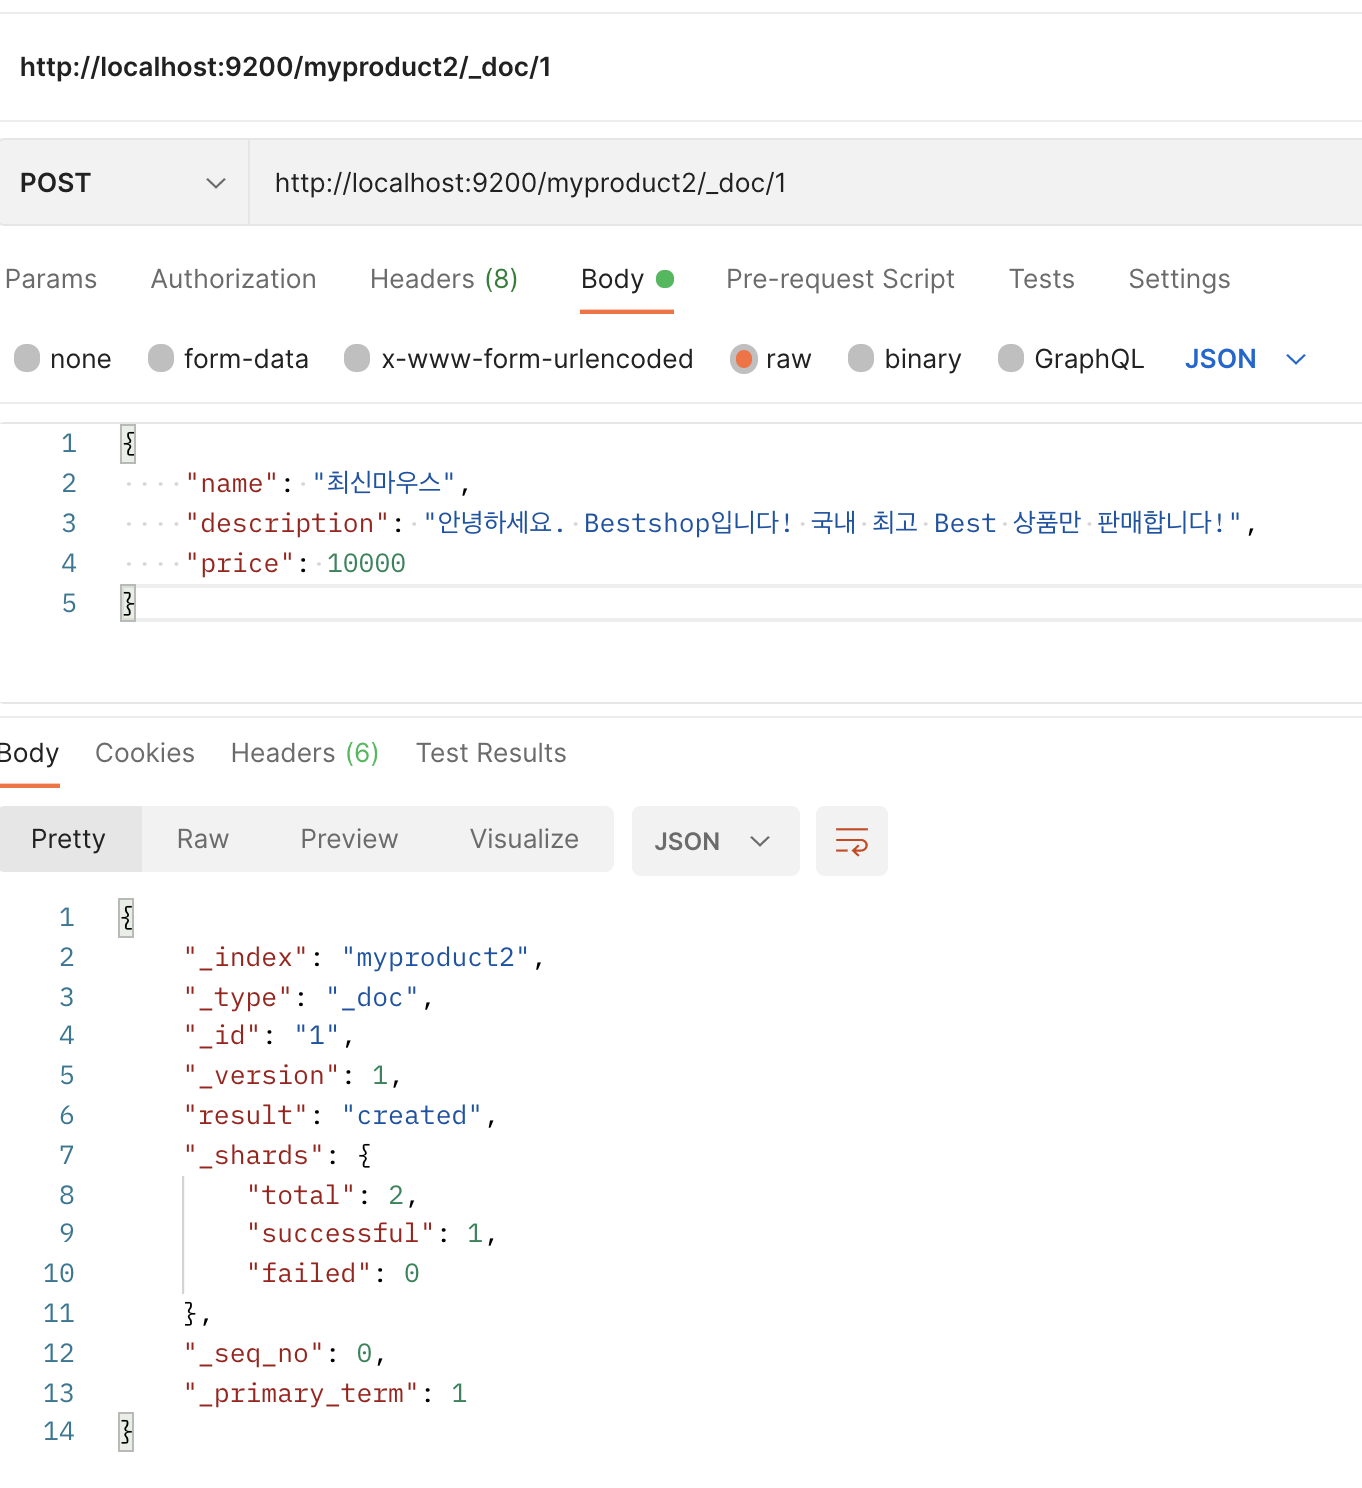 http://localhost:9200/myproduct2/_doc/1
POST http://localhost:9200/myproduct2/_doc/1
Params Authorization Headers (8) Body Pre-request Script Tests Settings
none form-data x-www-form-urlencoded raw binary GraphQL JSON
1 {
2 "name": "최신마우스",
3 "description": "안녕하세요. Bestshop입니다! 국내 최고 Best 상품만 판매합니다!",
4 "price": 10000
5 }
Body Cookies Headers (6) Test Results
Pretty Raw Preview Visualize JSON
1 {
2 "_index": "myproduct2",
3 "_type": "_doc",
4 "_id": "1",
5 "_version": 1,
6 "result": "created",
7 "_shards": {
8 "total": 2,
9 "successful": 1,
10 "failed": 0
11 },
12 "_seq_no": 0,
13 "_primary_term": 1
14 }